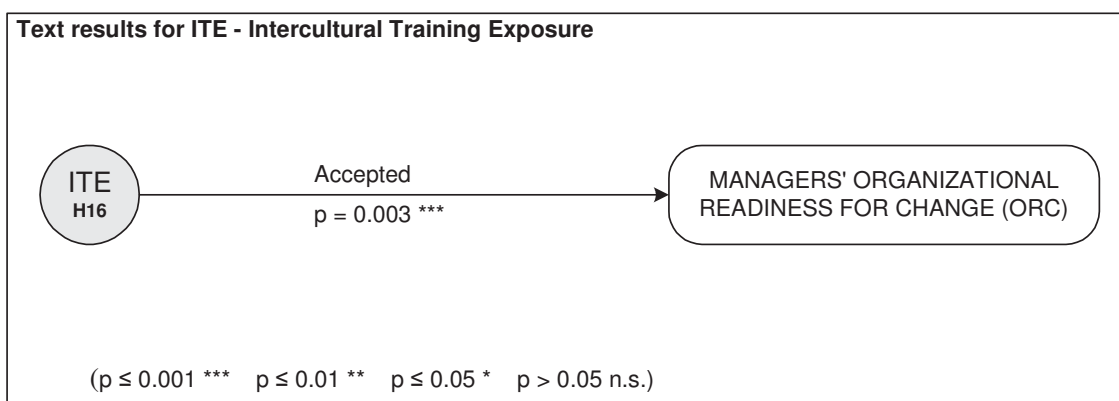 Text results for ITE - Intercultural Training Exposure
ITE
H16
Accepted
p = 0.003 ***
MANAGERS' ORGANIZATIONAL
READINESS FOR CHANGE (ORC)
(p ≤ 0.001 *** p ≤ 0.01 ** p ≤ 0.05 * p > 0.05 n.s.)